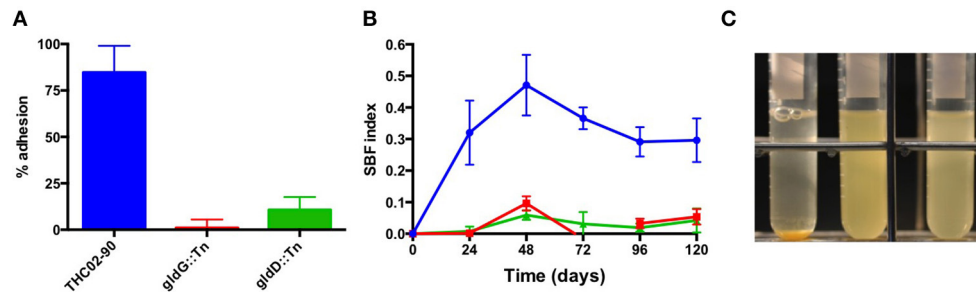 A
% adhesion
100
75
50
25
0
THC02-90
gldG::Tn
gldD::Tn
B
SBF index
0.6
0.5
0.4
0.3
0.2
0.1
0.0
0
24
48
72
96
120
Time (days)
C